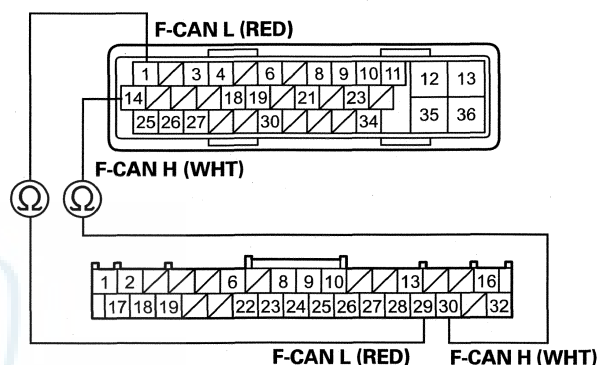 F-CAN L (RED)
1 3 4 6 8 9 10 11 12 13
14 18 19 21 23
25 26 27 30 34 35 36
F-CAN H (WHT)
Ω Ω
1 2 6 8 9 10 13 16
17 18 19 22 23 24 25 26 27 28 29 30 32
F-CAN L (RED) F-CAN H (WHT)